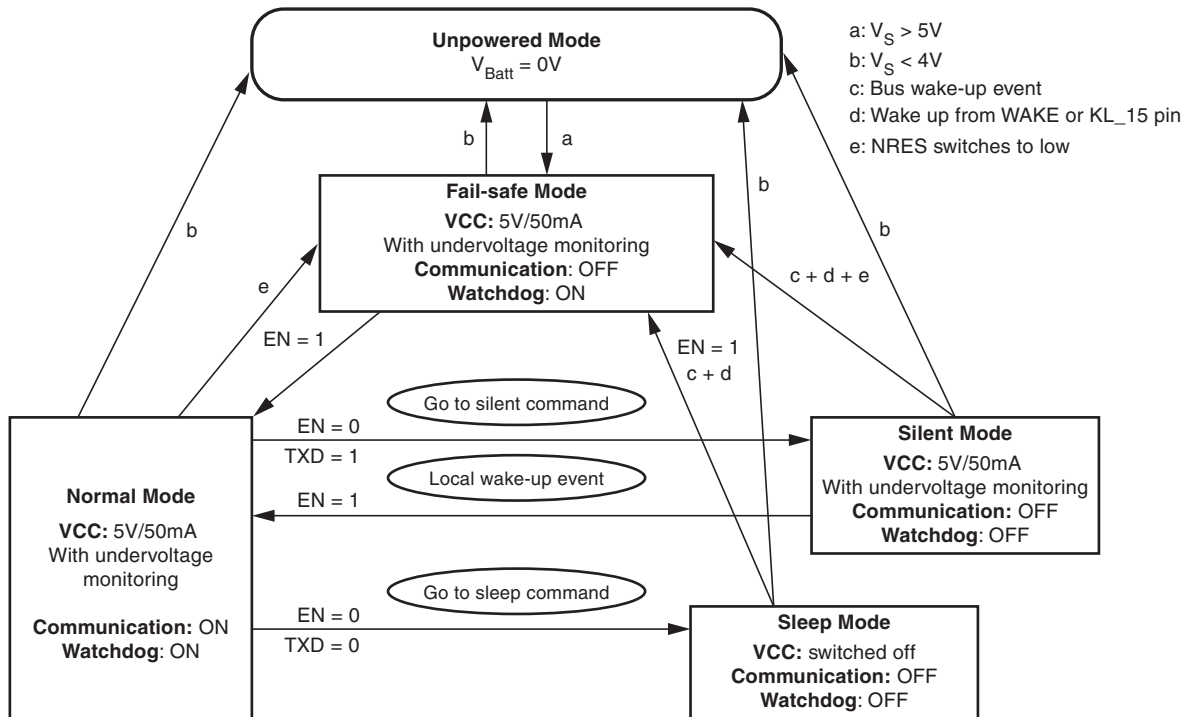 Unpowered Mode
V_Batt = 0V
a: V_S > 5V
b: V_S < 4V
c: Bus wake-up event
d: Wake up from WAKE or KL_15 pin
e: NRES switches to low
b
a
Fail-safe Mode
VCC: 5V/50mA
With undervoltage monitoring
Communication: OFF
Watchdog: ON
b
b
b
e
c + d + e
EN = 1
EN = 1
c + d
Go to silent command
EN = 0
TXD = 1
Local wake-up event
EN = 1
Silent Mode
VCC: 5V/50mA
With undervoltage monitoring
Communication: OFF
Watchdog: OFF
Normal Mode
VCC: 5V/50mA
With undervoltage
monitoring
Communication: ON
Watchdog: ON
Go to sleep command
EN = 0
TXD = 0
Sleep Mode
VCC: switched off
Communication: OFF
Watchdog: OFF